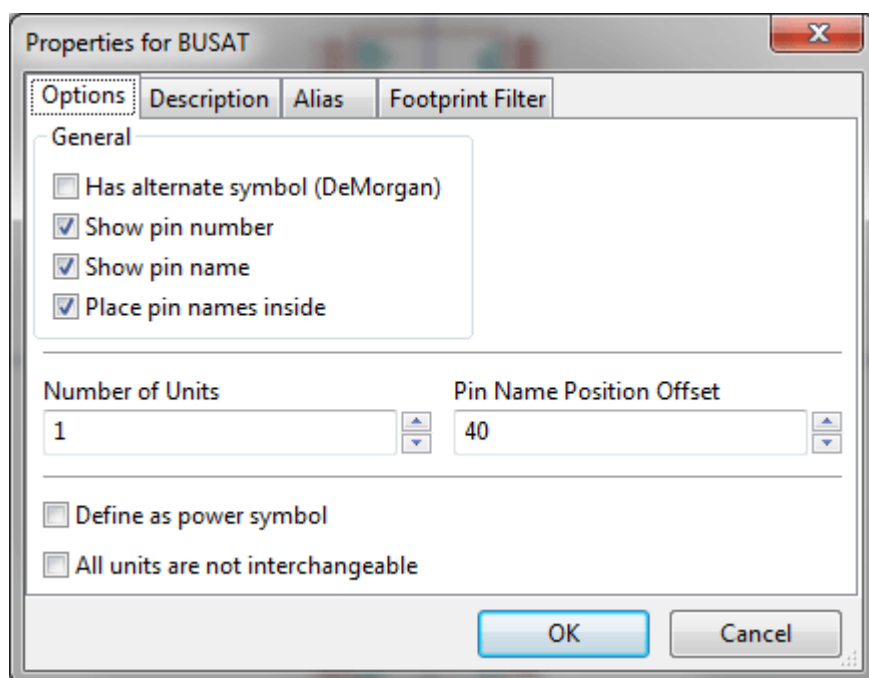 Properties for BUSAT
Options Description Alias Footprint Filter
General
Has alternate symbol (DeMorgan)
Show pin number
Show pin name
Place pin names inside
Number of Units Pin Name Position Offset
1 40
Define as power symbol
All units are not interchangeable
OK Cancel